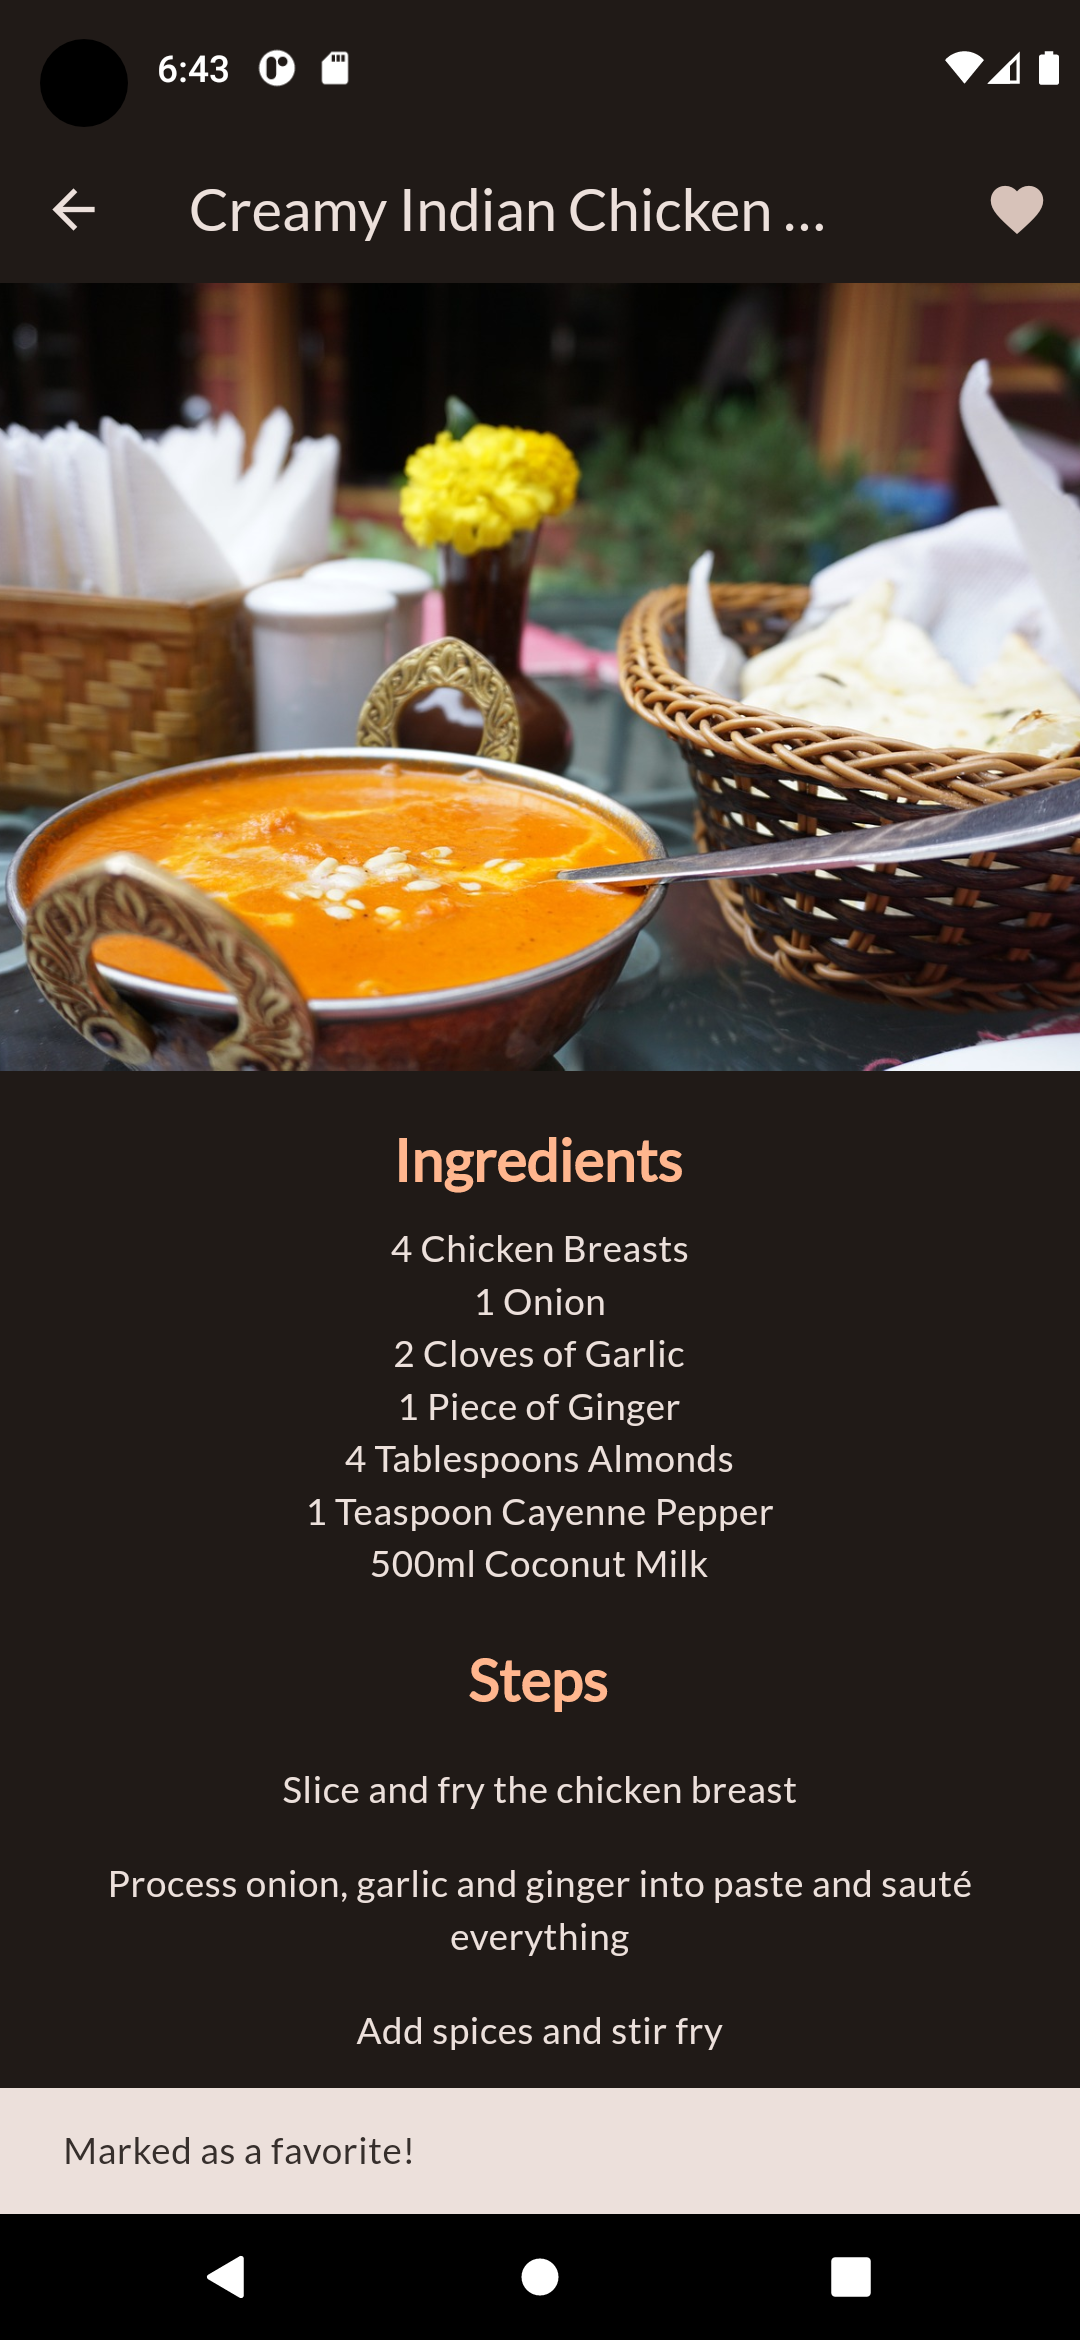 6:43
Creamy Indian Chicken ...
Ingredients
4 Chicken Breasts
1 Onion
2 Cloves of Garlic
1 Piece of Ginger
4 Tablespoons Almonds
1 Teaspoon Cayenne Pepper
500ml Coconut Milk
Steps
Slice and fry the chicken breast
Process onion, garlic and ginger into paste and sauté
everything
Add spices and stir fry
Marked as a favorite!